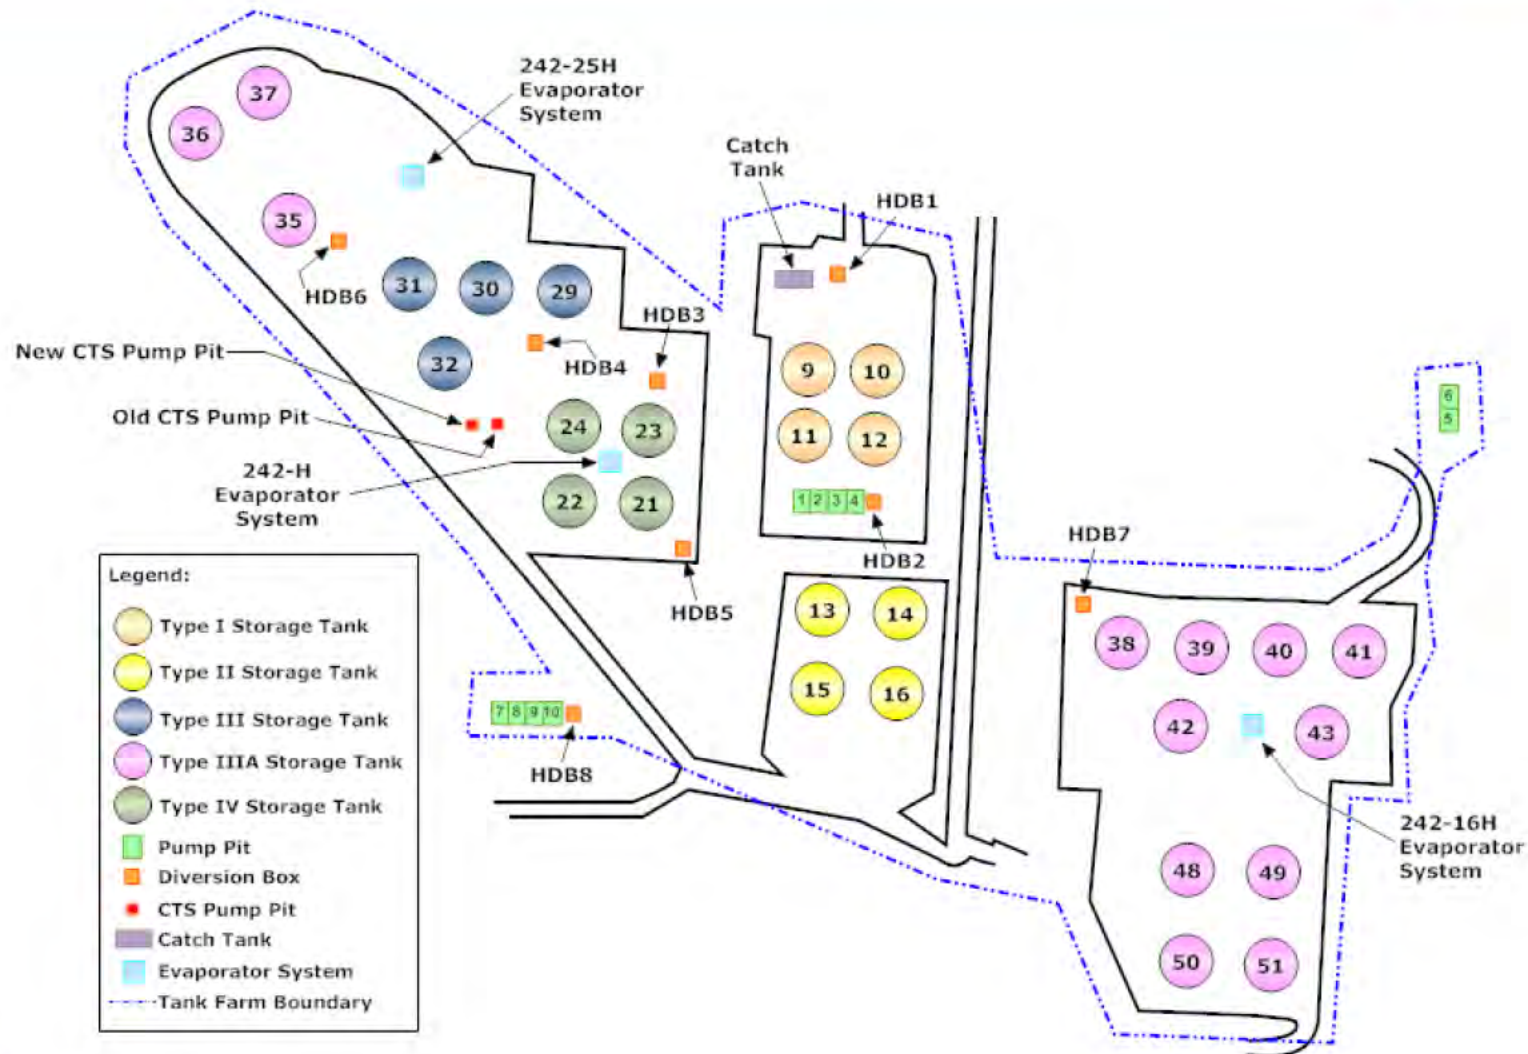 242-25H
Evaporator
System
37
36
Catch
Tank
HDB1
35
31
30
29
HDB6
HDB3
New CTS Pump Pit
32
HDB4
9
10
Old CTS Pump Pit
24
23
11
12
6
5
242-H
Evaporator
System
22
21
1 2 3 4
HDB2
HDB5
HDB7
13
14
38
39
40
41
15
16
42
43
7 8 9 10
HDB8
242-16H
Evaporator
System
48
49
50
51
Legend:
Type I Storage Tank
Type II Storage Tank
Type III Storage Tank
Type IIIA Storage Tank
Type IV Storage Tank
Pump Pit
Diversion Box
CTS Pump Pit
Catch Tank
Evaporator System
Tank Farm Boundary